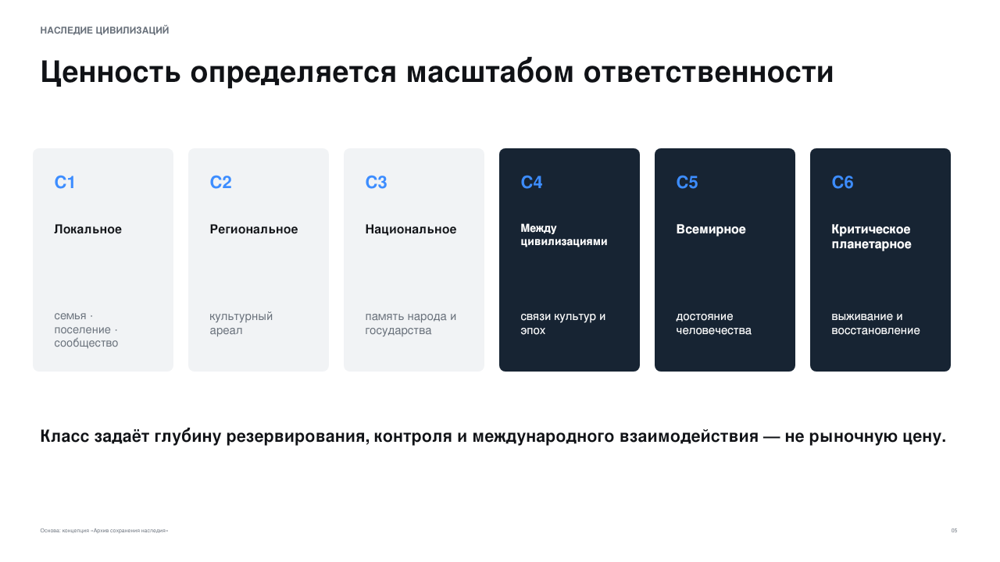 НАСЛЕДИЕ ЦИВИЛИЗАЦИЙ
Ценность определяется масштабом ответственности
C1
Локальное
семья ·
поселение ·
сообщество
C2
Региональное
культурный
ареал
C3
Национальное
память народа и
государства
C4
Между
цивилизациями
связи культур и
эпох
C5
Всемирное
достояние
человечества
C6
Критическое
планетарное
выживание и
восстановление
Класс задаёт глубину резервирования, контроля и международного взаимодействия — не рыночную цену.
Основа: концепция «Архив сохранения наследия»
05